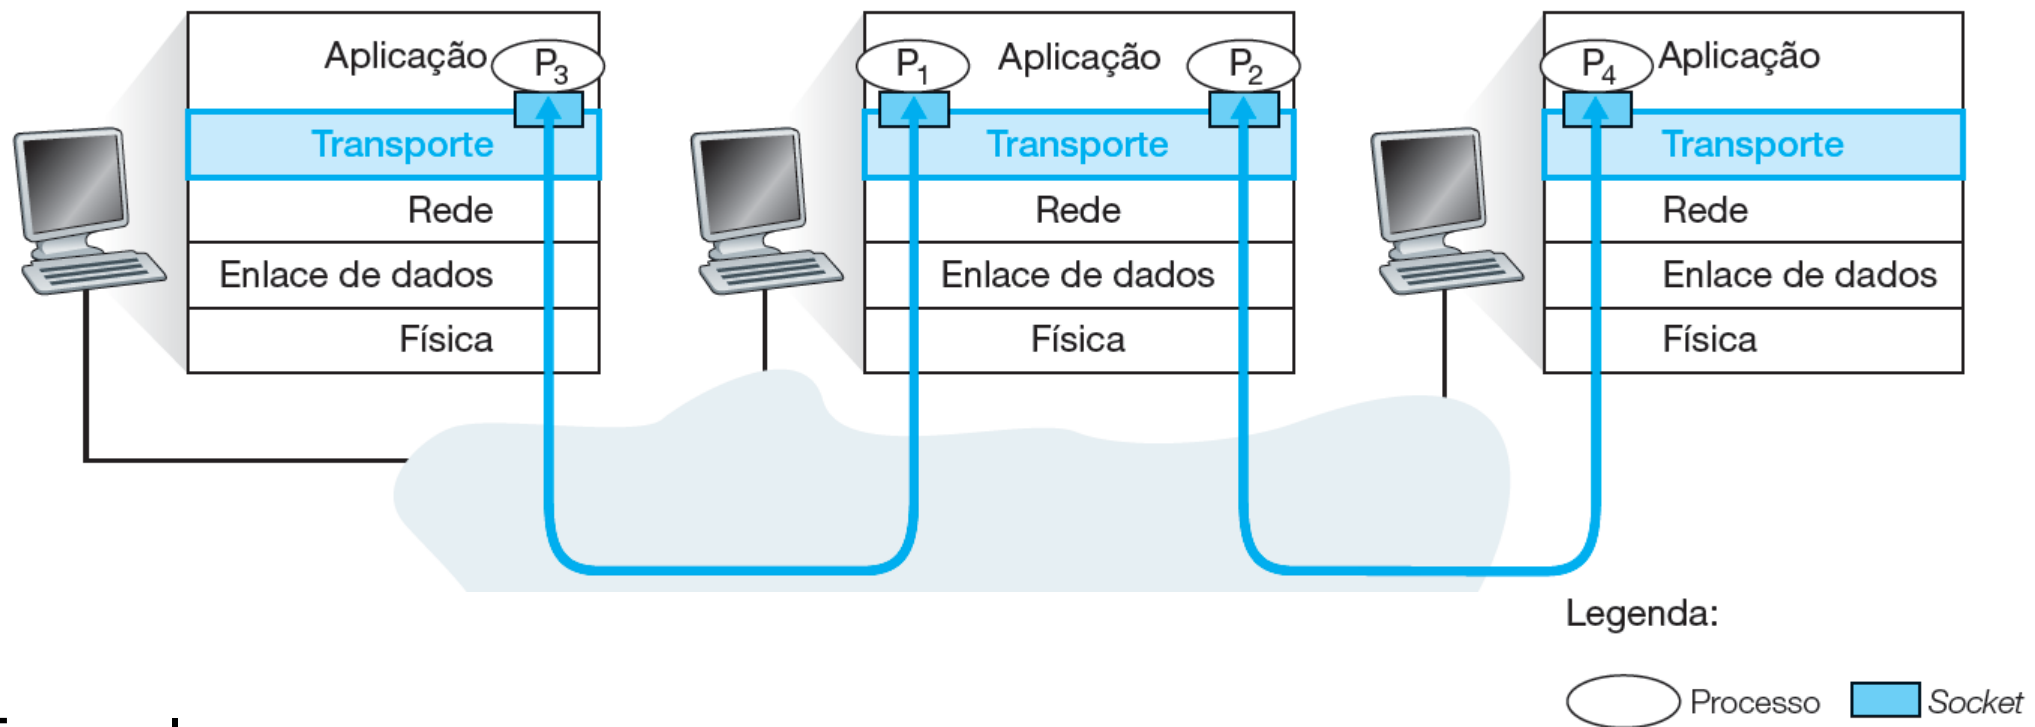 Aplicação P3
Transporte
Rede
Enlace de dados
Física
P1 Aplicação P2
Transporte
Rede
Enlace de dados
Física
P4 Aplicação
Transporte
Rede
Enlace de dados
Física
Legenda:
Processo
Socket